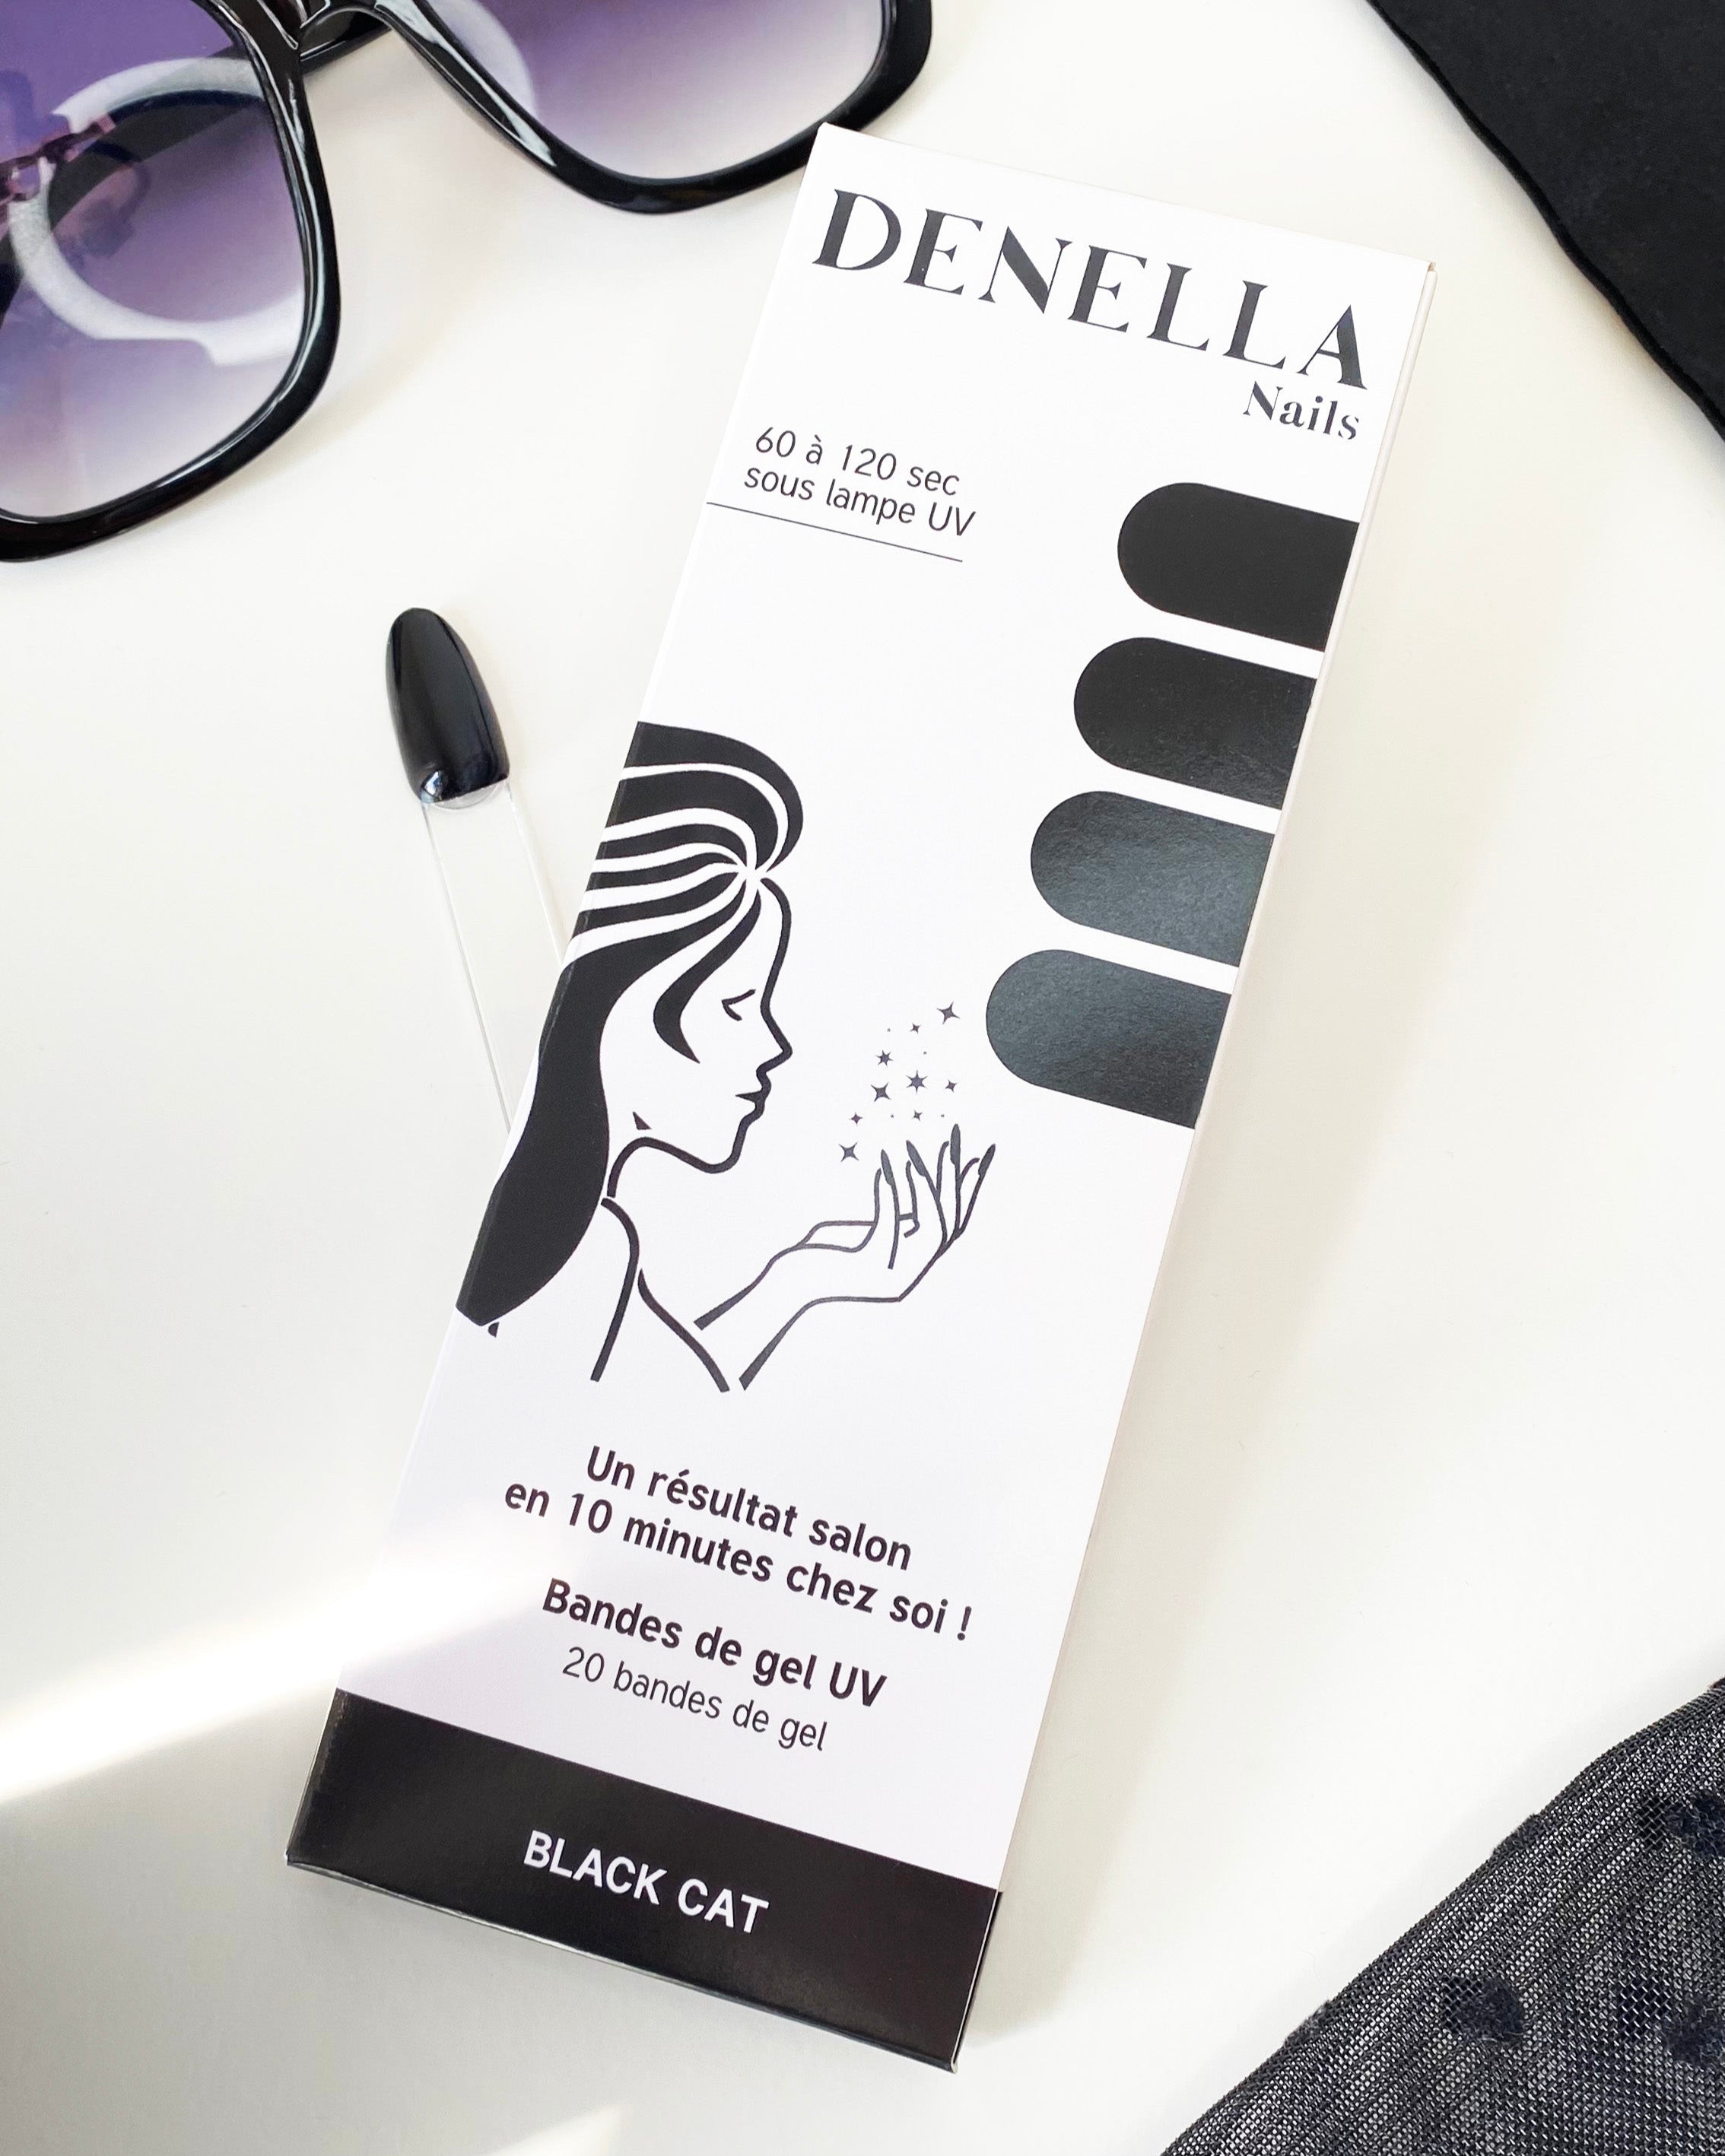 DENELLA
Nails
60 à 120 sec
sous lampe UV
Un résultat salon
en 10 minutes chez soi !
Bandes de gel UV
20 bandes de gel
BLACK CAT